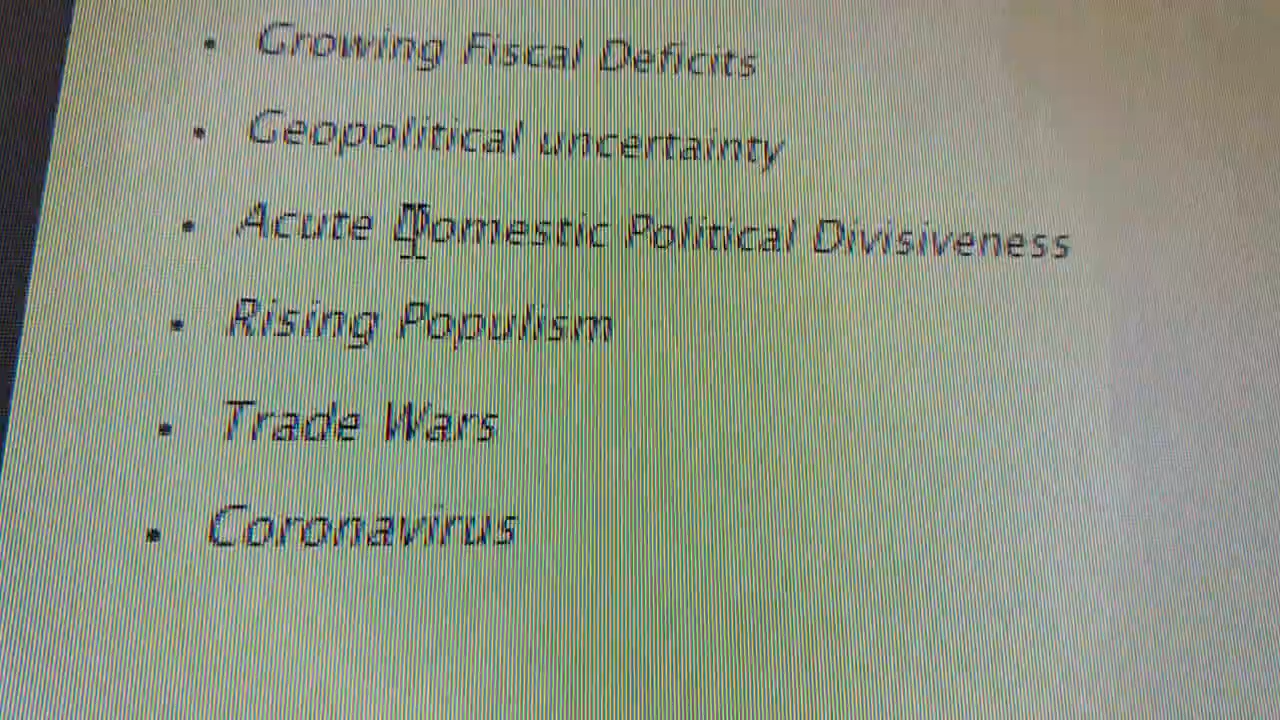 • Growing Fiscal Deficits
• Geopolitical uncertainty
• Acute Domestic Political Divisiveness
• Rising Populism
• Trade Wars
• Coronavirus